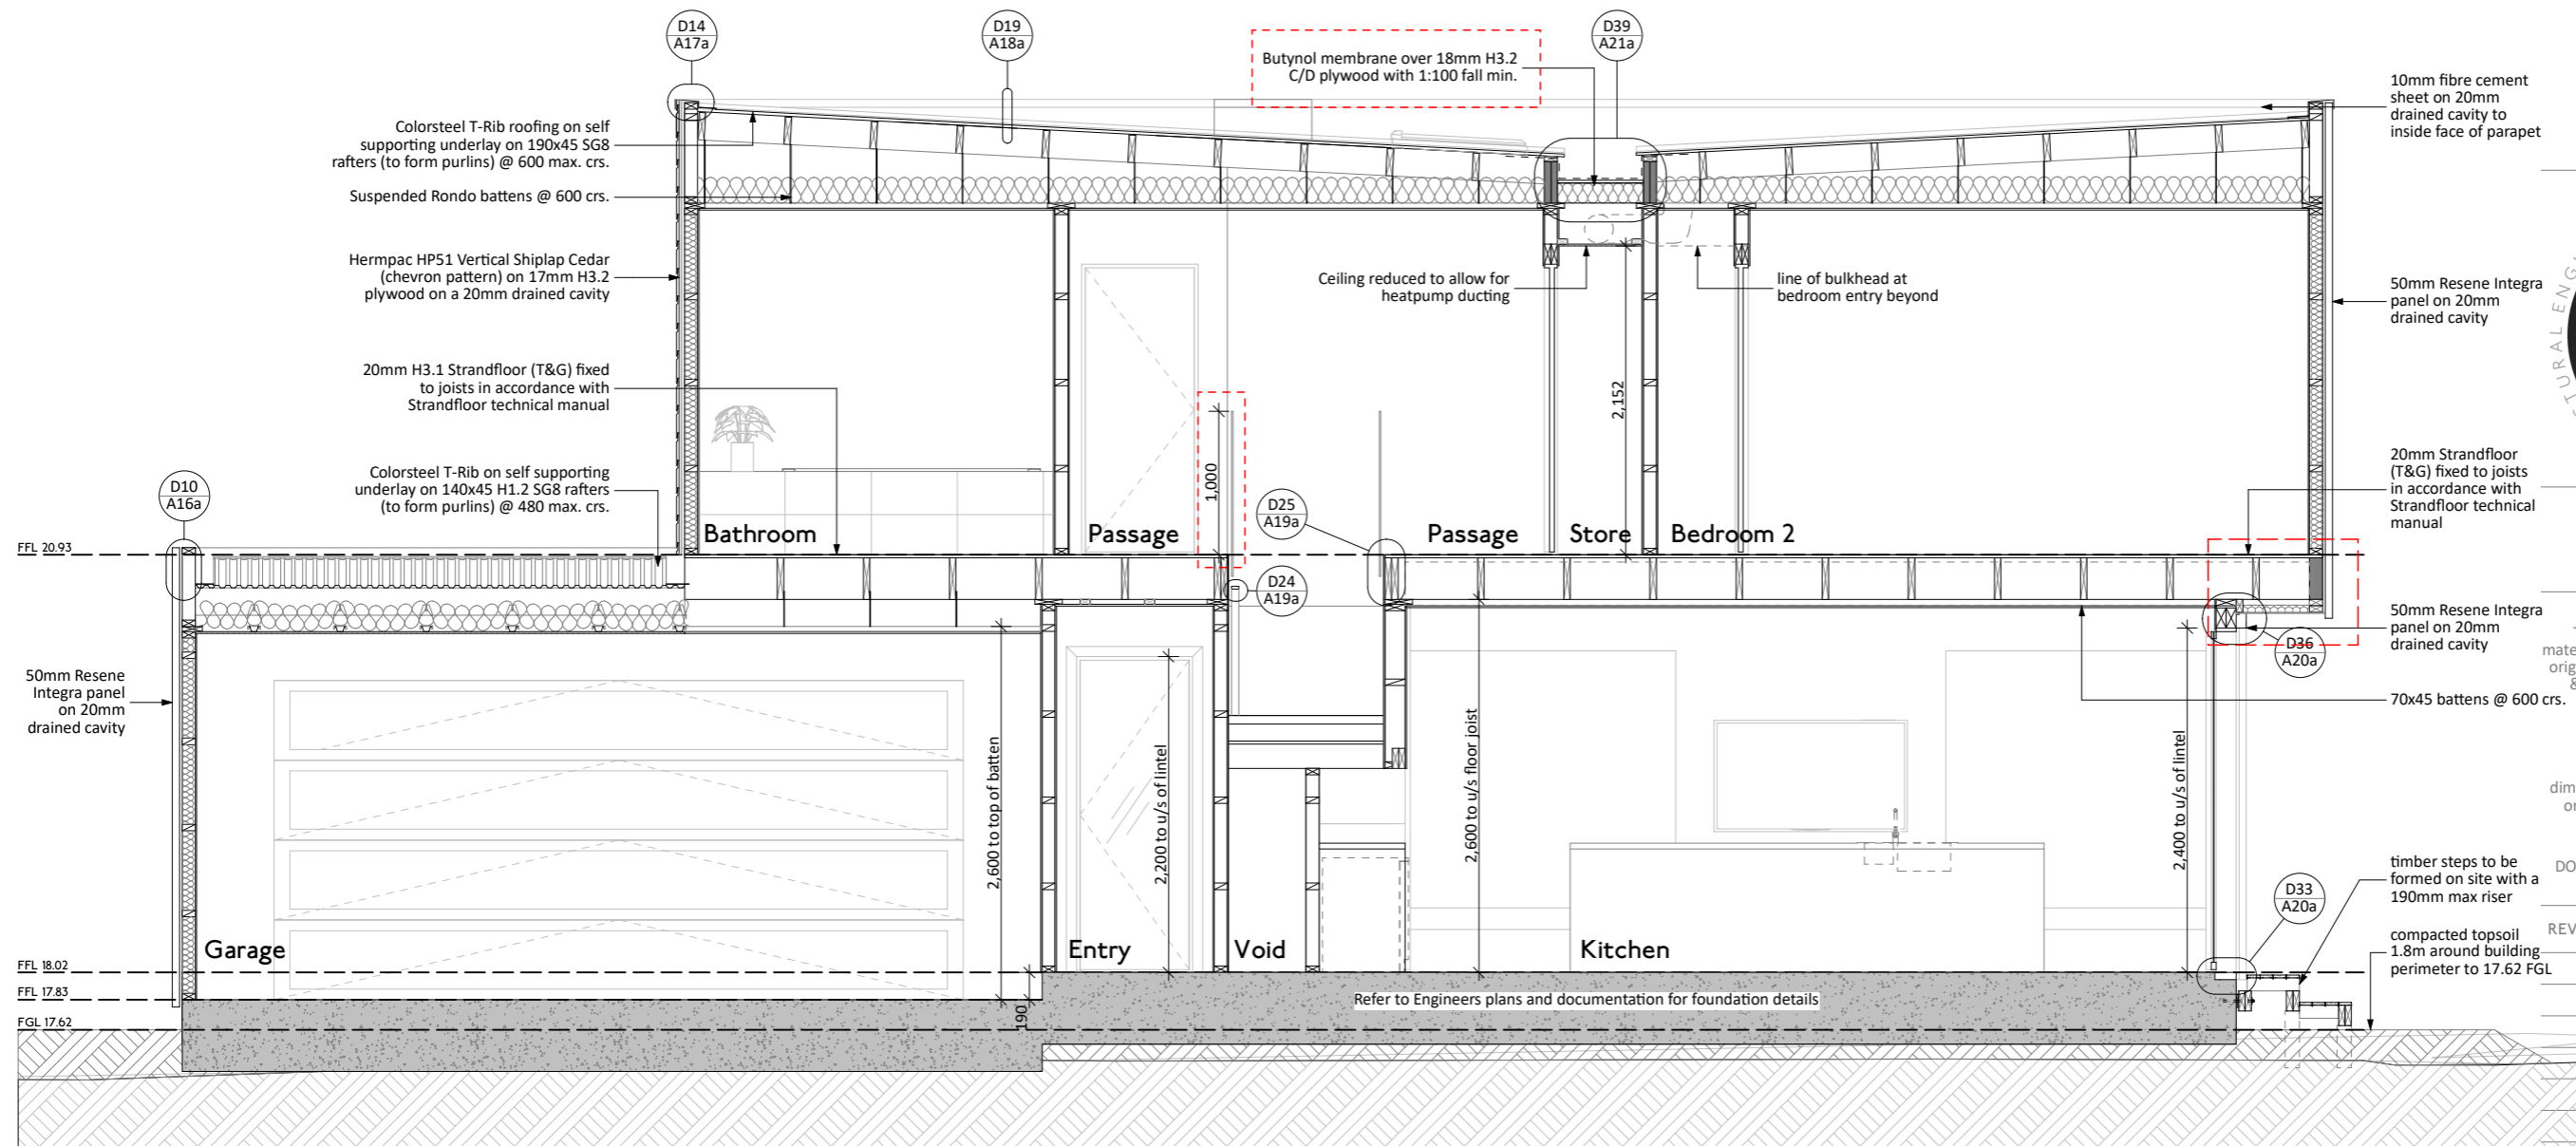 D14
A17a
D19
A18a
Butynol membrane over 18mm H3.2
C/D plywood with 1:100 fall min.
D39
A21a
10mm fibre cement
sheet on 20mm
drained cavity to
inside face of parapet
Colorsteel T-Rib roofing on self
supporting underlay on 190x45 SG8
rafters (to form purlins) @ 600 max. crs.
Suspended Rondo battens @ 600 crs.
Hermpac HP51 Vertical Shiplap Cedar
(chevron pattern) on 17mm H3.2
plywood on a 20mm drained cavity
Ceiling reduced to allow for
heatpump ducting
line of bulkhead at
bedroom entry beyond
50mm Resene Integra
panel on 20mm
drained cavity
TURAL ENG
20mm H3.1 Strandfloor (T&G) fixed
to joists in accordance with
Strandfloor technical manual
2,152
1,000
Colorsteel T-Rib on self supporting
underlay on 140x45 H1.2 SG8 rafters
(to form purlins) @ 480 max. crs.
20mm Strandfloor
(T&G) fixed to joists
in accordance with
Strandfloor technical
manual
D10
A16a
D25
A19a
Bathroom
Passage
Passage
Store
Bedroom 2
FFL 20.93
D24
A19a
50mm Resene Integra
panel on 20mm
drained cavity
D36
A20a
mate
orig
&
50mm Resene
Integra panel
on 20mm
drained cavity
70x45 battens @ 600 crs.
2,600 to top of batten
2,200 to u/s of lintel
2,600 to u/s floor joist
2,400 to u/s of lintel
dim
or
DO
timber steps to be
formed on site with a
190mm max riser
D33
A20a
REV
compacted topsoil
1.8m around building
perimeter to 17.62 FGL
Garage
Entry
Void
Kitchen
FFL 18.02
FFL 17.83
FGL 17.62
190
Refer to Engineers plans and documentation for foundation details